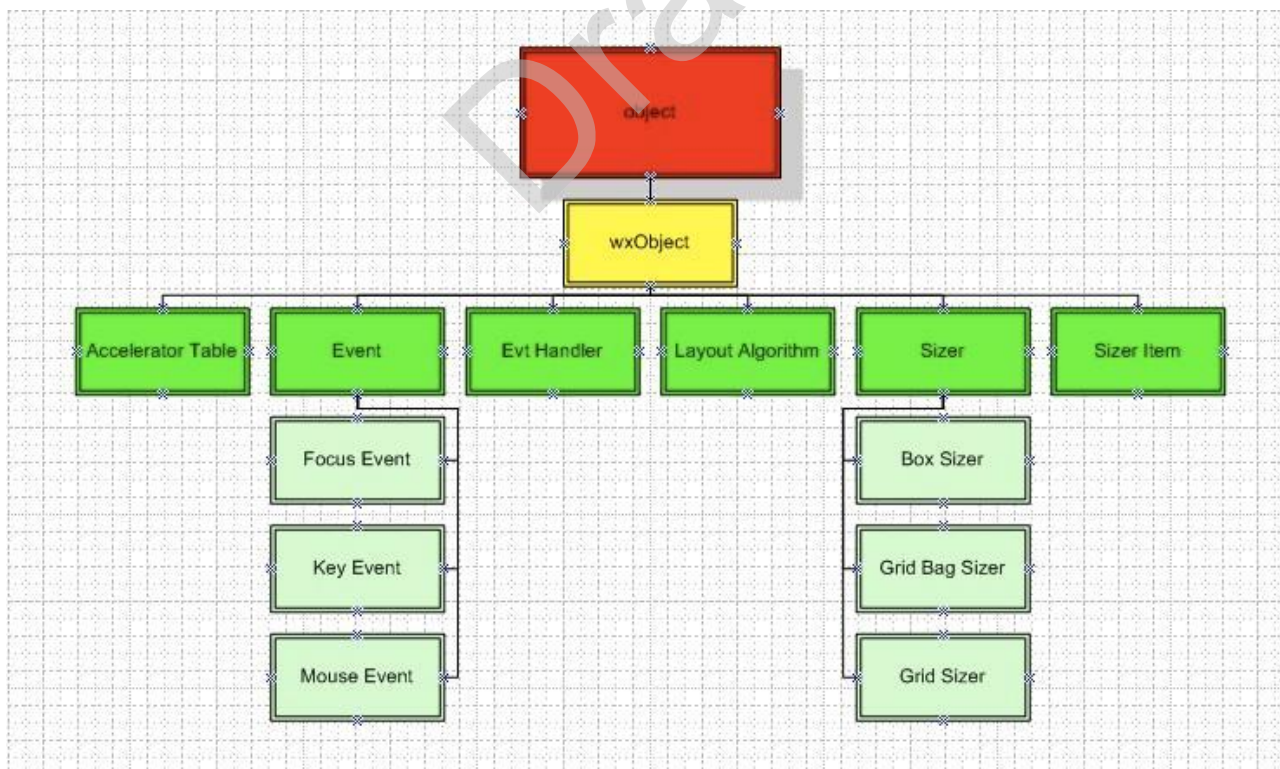 object
wxObject
Accelerator Table
Event
Evt Handler
Layout Algorithm
Sizer
Sizer Item
Focus Event
Box Sizer
Key Event
Grid Bag Sizer
Mouse Event
Grid Sizer